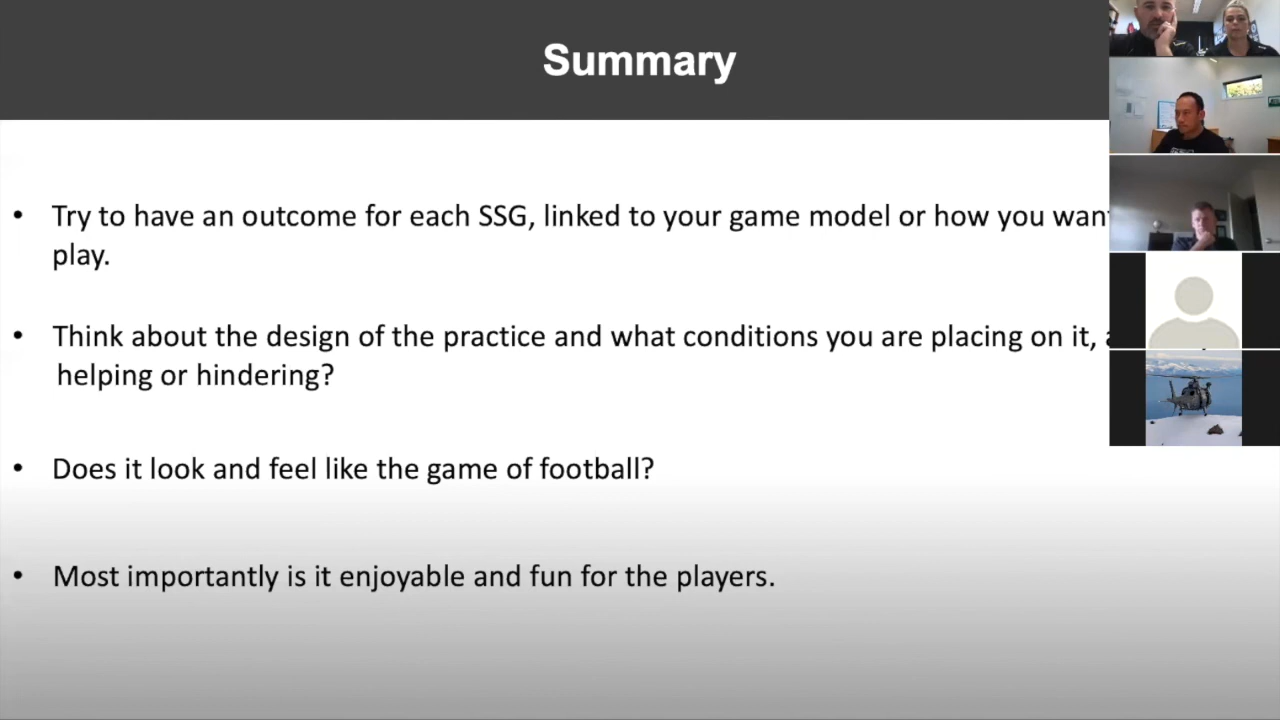 Summary
• Try to have an outcome for each SSG, linked to your game model or how you want
play.
• Think about the design of the practice and what conditions you are placing on it,
helping or hindering?
• Does it look and feel like the game of football?
• Most importantly is it enjoyable and fun for the players.